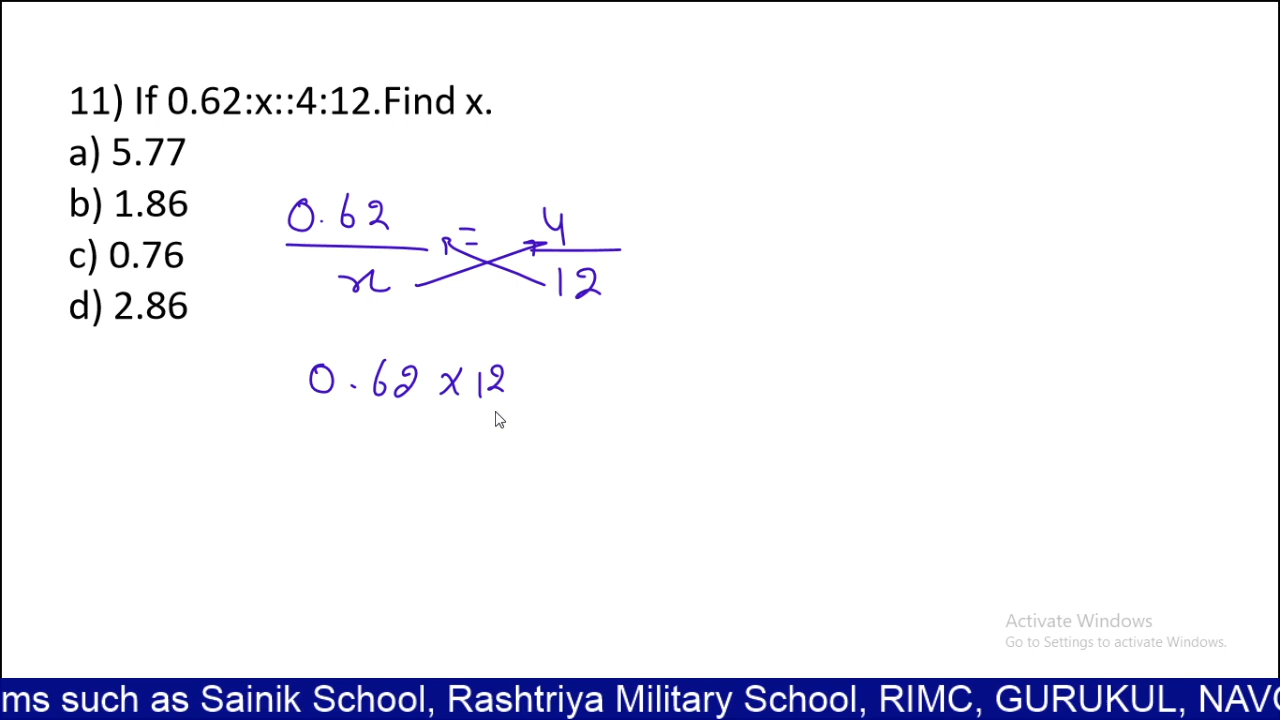 11) If 0.62:x::4:12.Find x.
a) 5.77
b) 1.86
c) 0.76
d) 2.86
0.62 = 4
x 12
0.62 x 12
Activate Windows
Go to Settings to activate Windows.
ms such as Sainik School, Rashtriya Military School, RIMC, GURUKUL, NAVO